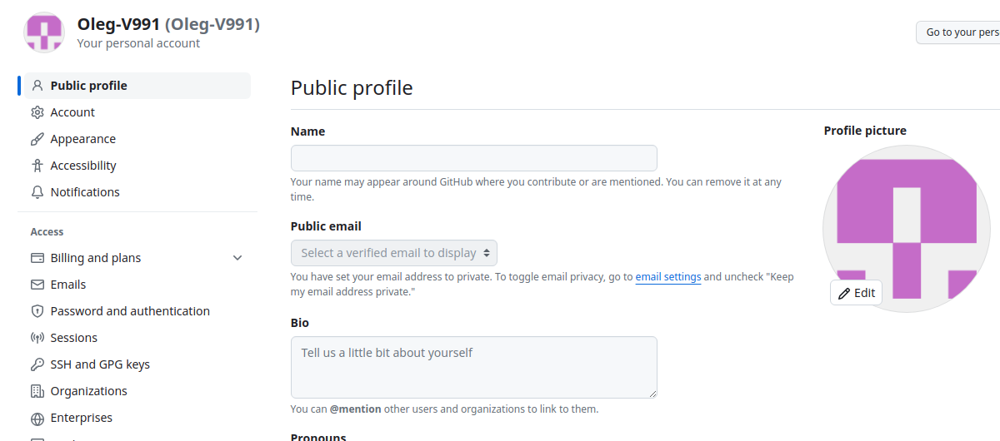 Oleg-V991 (Oleg-V991)
Your personal account
Go to your pers
Public profile
Account
Appearance
Accessibility
Notifications
Access
Billing and plans
Emails
Password and authentication
Sessions
SSH and GPG keys
Organizations
Enterprises
Public profile
Name
Your name may appear around GitHub where you contribute or are mentioned. You can remove it at any
time.
Public email
Select a verified email to display
You have set your email address to private. To toggle email privacy, go to email settings and uncheck "Keep
my email address private."
Bio
Tell us a little bit about yourself
You can @mention other users and organizations to link to them.
Pronouns
Profile picture
Edit